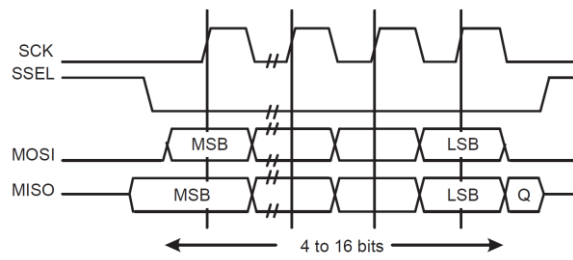 SCK
SSEL
MOSI MSB LSB
MISO MSB LSB Q
4 to 16 bits